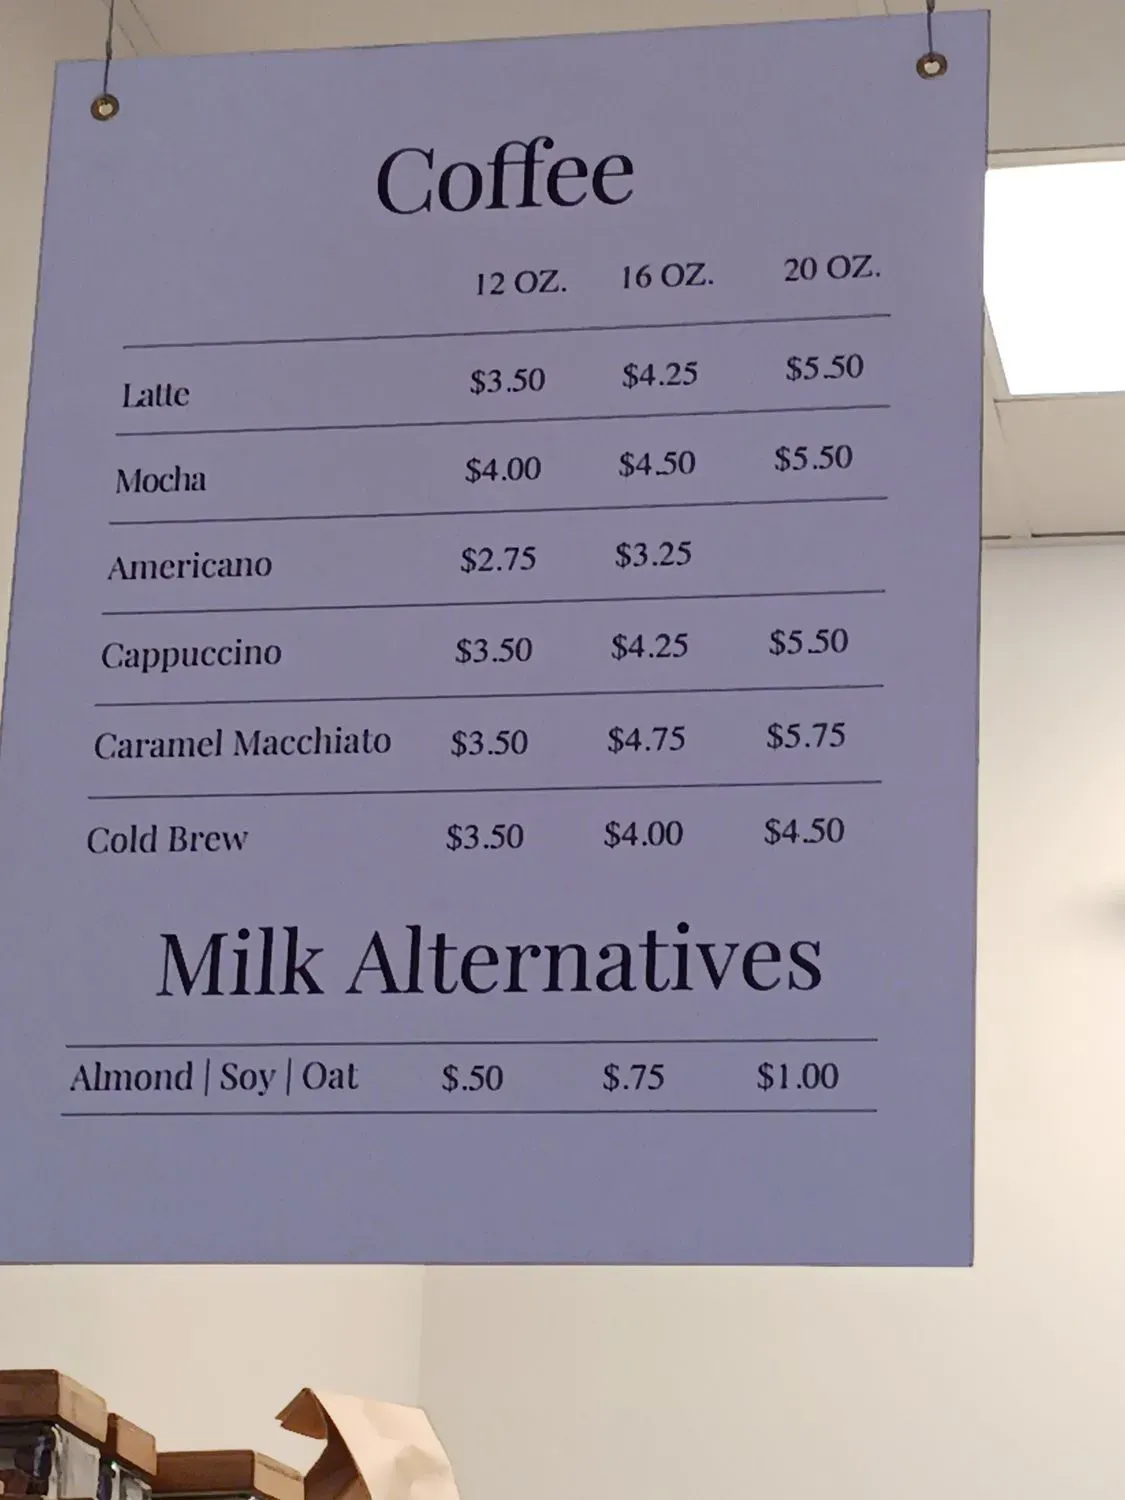 Coffee
12 OZ. 16 OZ. 20 OZ.
Latte $3.50 $4.25 $5.50
Mocha $4.00 $4.50 $5.50
Americano $2.75 $3.25
Cappuccino $3.50 $4.25 $5.50
Caramel Macchiato $3.50 $4.75 $5.75
Cold Brew $3.50 $4.00 $4.50
Milk Alternatives
Almond | Soy | Oat $.50 $.75 $1.00